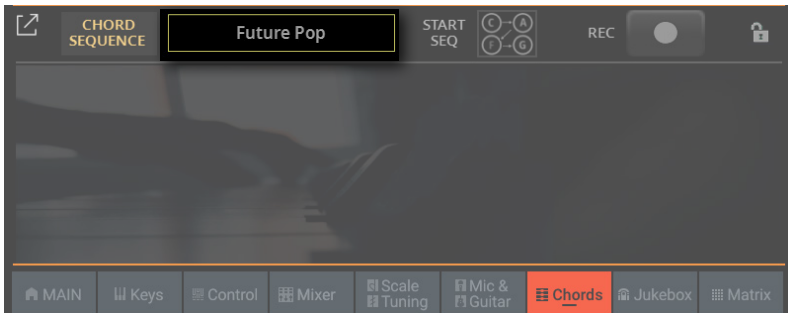 CHORD
SEQUENCE
Future Pop
START
SEQ
C A
F G
REC
MAIN
Keys
Control
Mixer
Scale
Tuning
Mic &
Guitar
Chords
Jukebox
Matrix